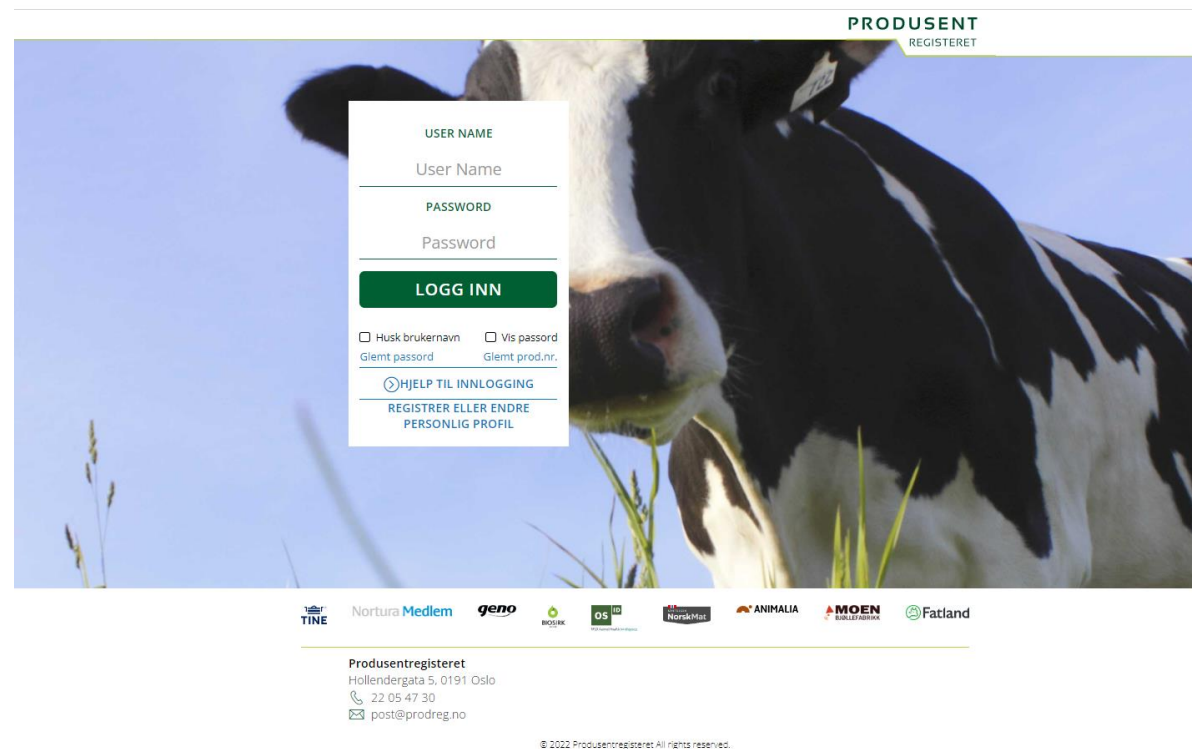 PRODUSENT
REGISTERET
722
USER NAME
User Name
PASSWORD
Password
LOGG INN
Husk brukernavn Vis passord
Glemt passord Glemt prod.nr.
HJELP TIL INNLOGGING
REGISTRER ELLER ENDRE
PERSONLIG PROFIL
TINE Nortura Medlem geno BIOSIRK OS ID NorskMat ANIMALIA MOEN BJØLLEFABRIKK Fatland
Produsentregisteret
Hollendergata 5, 0191 Oslo
22 05 47 30
post@prodreg.no
© 2022 Produsentregisteret All rights reserved.